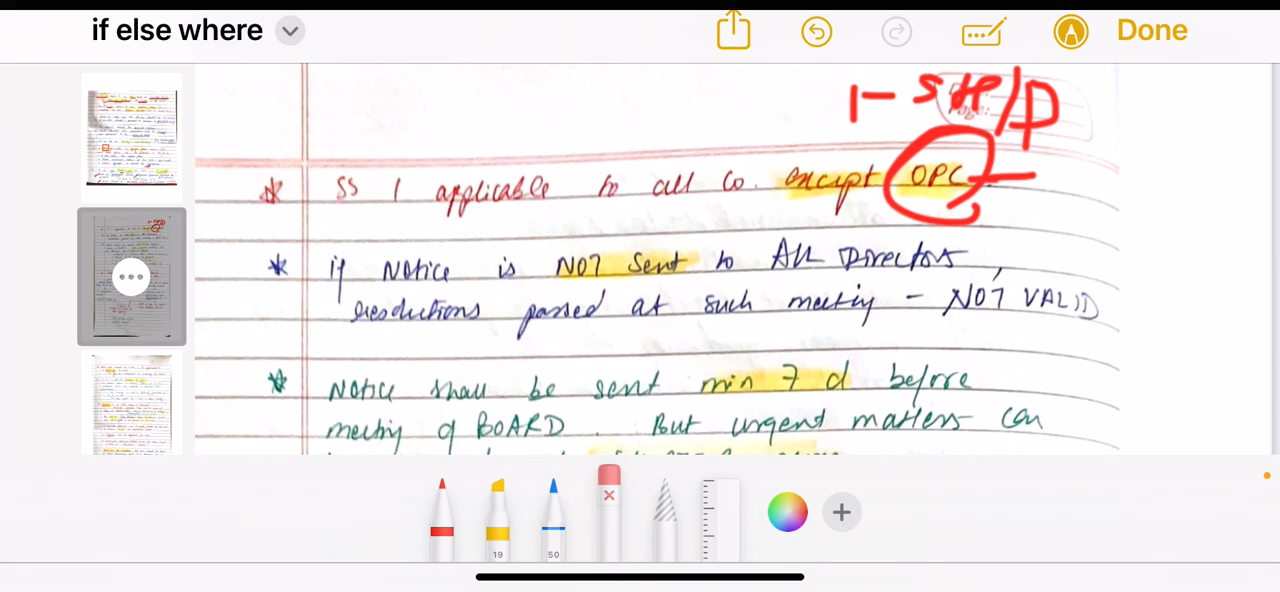 if else where
Done
1- SH/D
Page:
SS 1 applicable to all Co. except OPC
if Notice is NOT Sent to All Directors,
resolutions passed at such meeting - NOT VALID
Notice shall be sent min 7 d before
meeting of BOARD. But urgent matters can
19
50